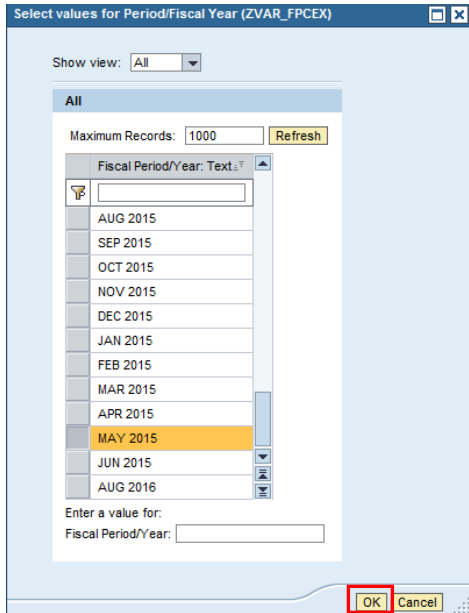 Select values for Period/Fiscal Year (ZVAR_FPCEX)
Show view: All
All
Maximum Records: 1000 Refresh
Fiscal Period/Year: Text
AUG 2015
SEP 2015
OCT 2015
NOV 2015
DEC 2015
JAN 2015
FEB 2015
MAR 2015
APR 2015
MAY 2015
JUN 2015
AUG 2016
Enter a value for:
Fiscal Period/Year:
OK Cancel